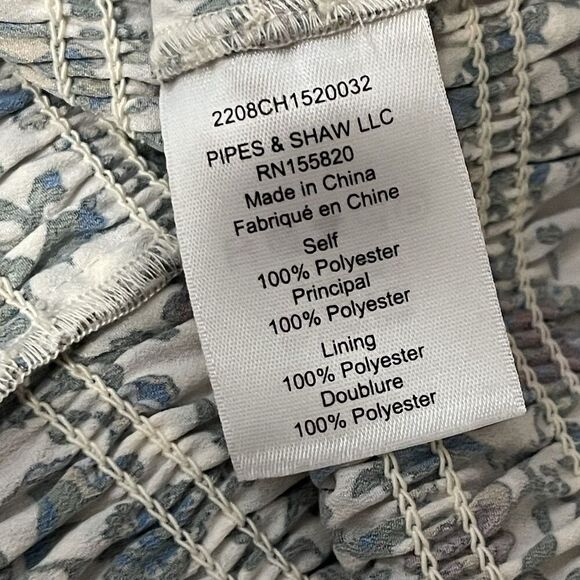 2208CH1520032
PIPES & SHAW LLC
RN155820
Made in China
Fabriqué en Chine
Self
100% Polyester
Principal
100% Polyester
Lining
100% Polyester
Doublure
100% Polyester